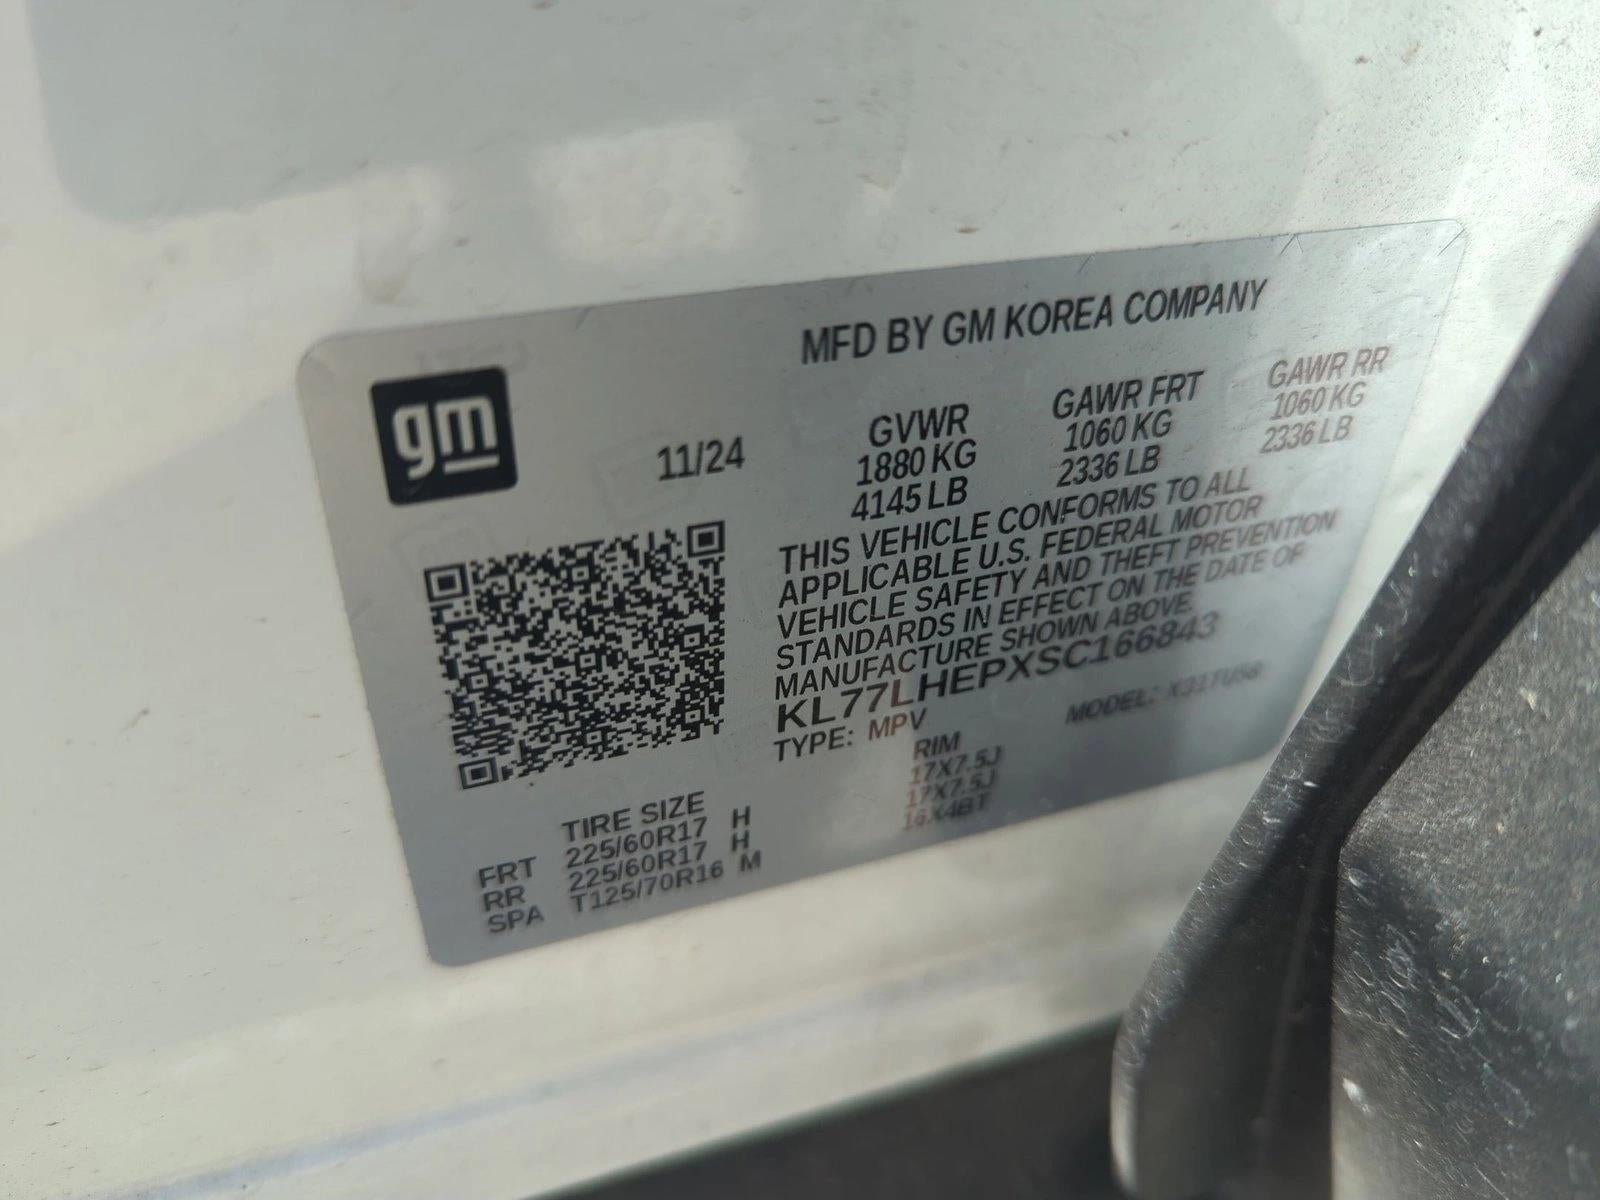 MFD BY GM KOREA COMPANY
gm
11/24
GVWR GAWR FRT GAWR RR
1880 KG 1060 KG 1060 KG
4145 LB 2336 LB 2336 LB
THIS VEHICLE CONFORMS TO ALL
APPLICABLE U.S. FEDERAL MOTOR
VEHICLE SAFETY AND THEFT PREVENTION
STANDARDS IN EFFECT ON THE DATE OF
MANUFACTURE SHOWN ABOVE.
KL77LHEPXSC166843
TYPE: MPV MODEL:
TIRE SIZE RIM
FRT 225/60R17 H 17X7.5J
RR 225/60R17 H 17X7.5J
SPA T125/70R16 M 16X4BT